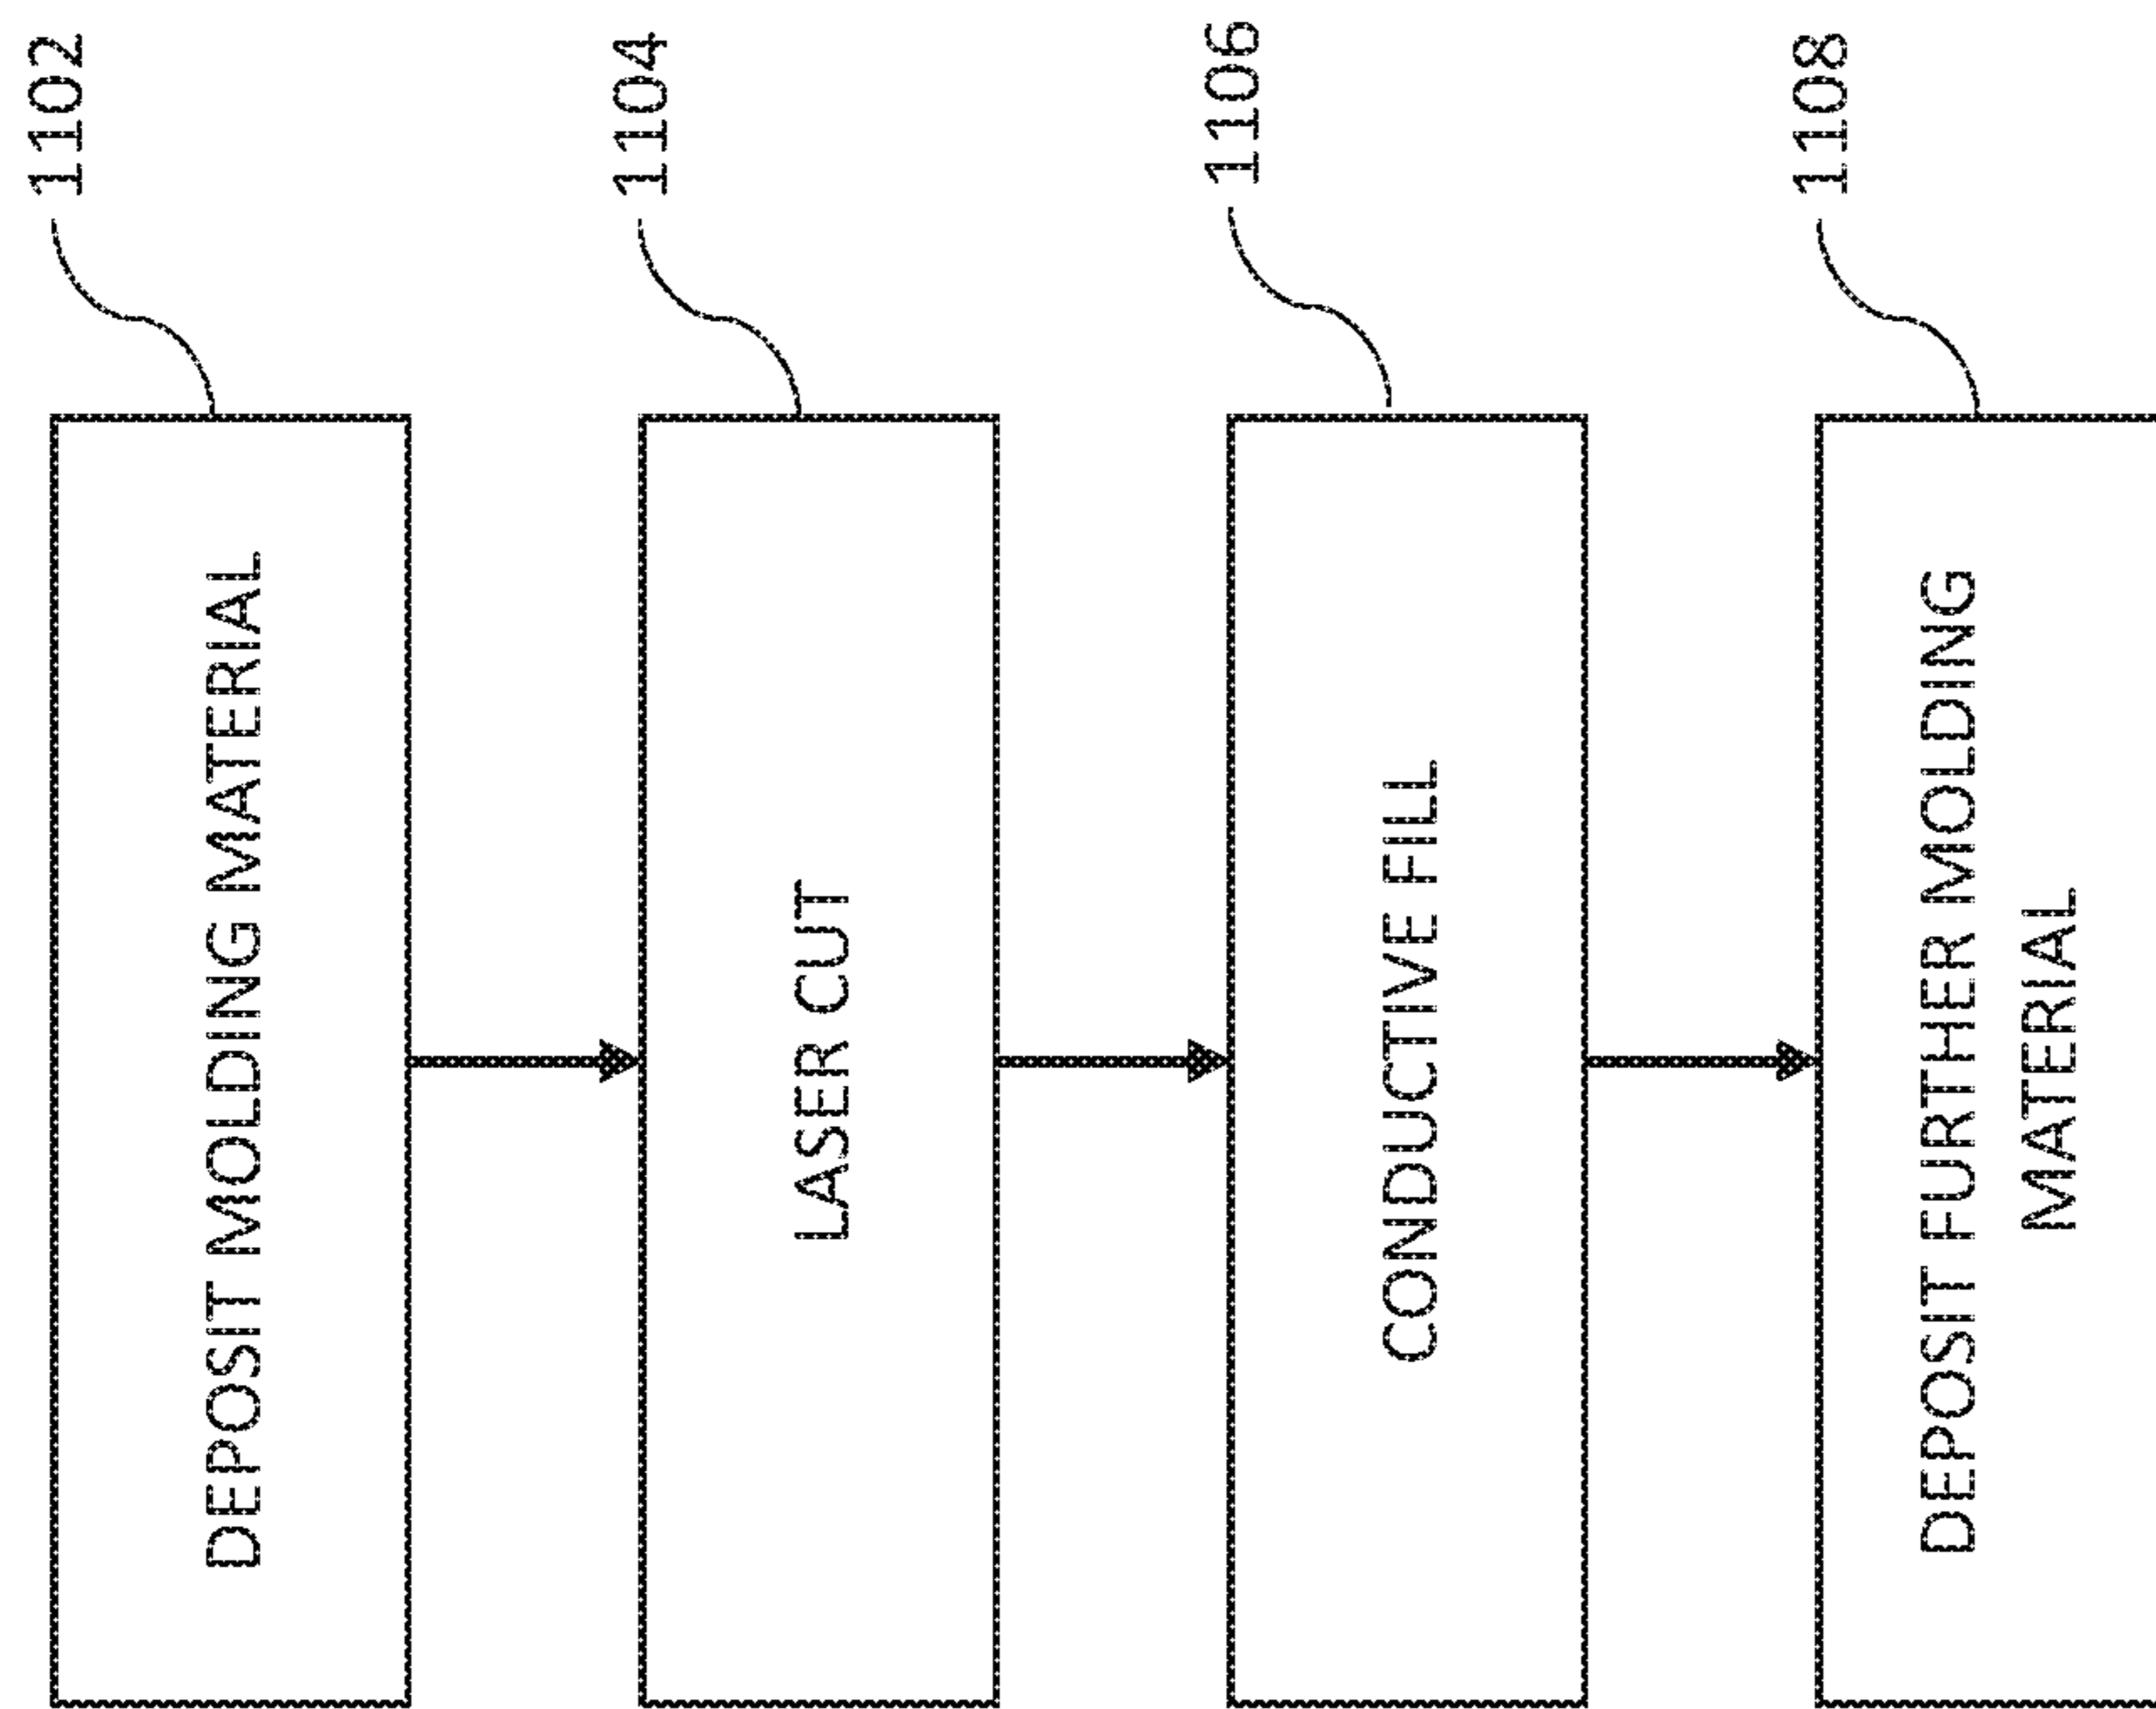 1102
DEPOSIT MOLDING MATERIAL
1104
LASER CUT
1106
CONDUCTIVE FILL
1108
DEPOSIT FURTHER MOLDING
MATERIAL